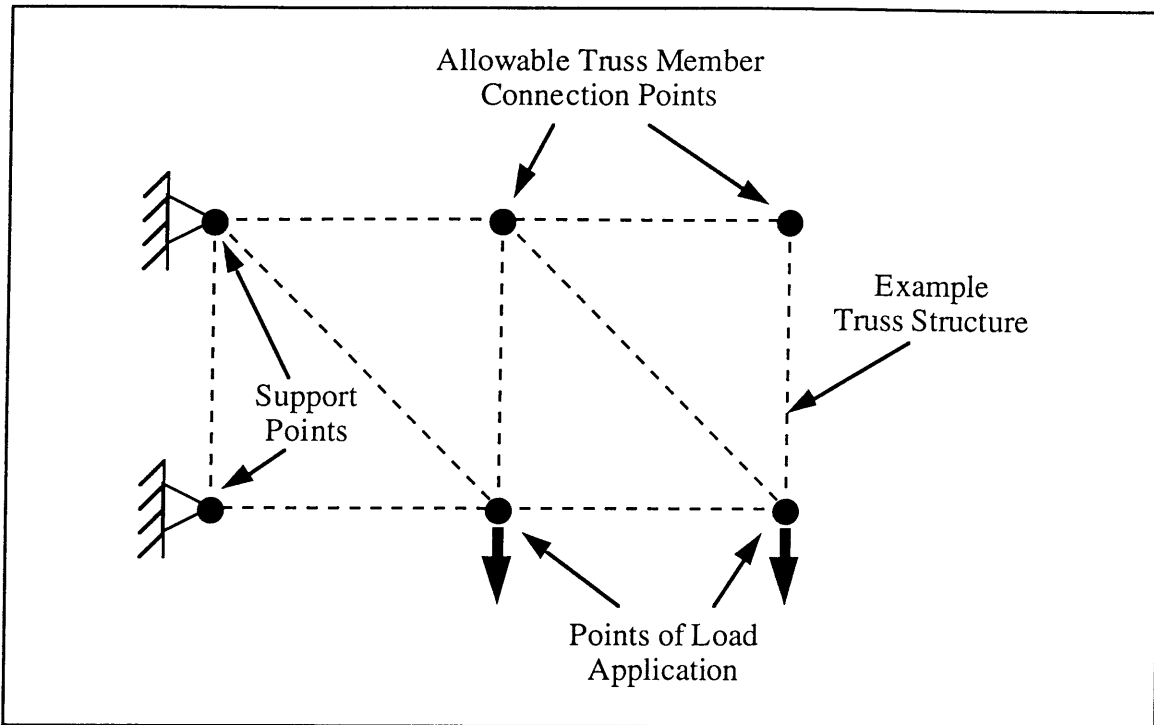 Allowable Truss Member
Connection Points
Example
Truss Structure
Support
Points
Points of Load
Application